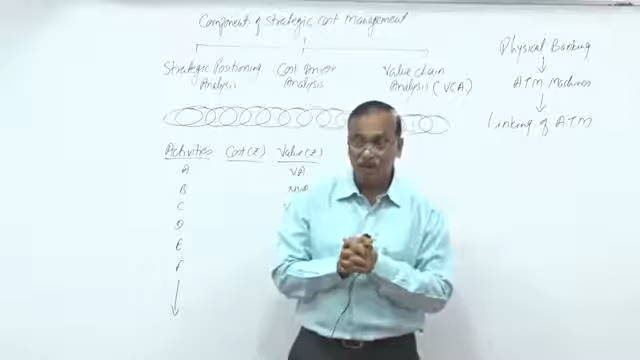 Components of Strategic Cost Management
Strategic Positioning Analysis
Cost Driver Analysis
Value chain Analysis (VCA)
Physical Banking
↓
ATM Machines
↓
Linking of ATM
Activities Cost(₹) Value(₹)
A VA
B NVA
C V
D
E
F